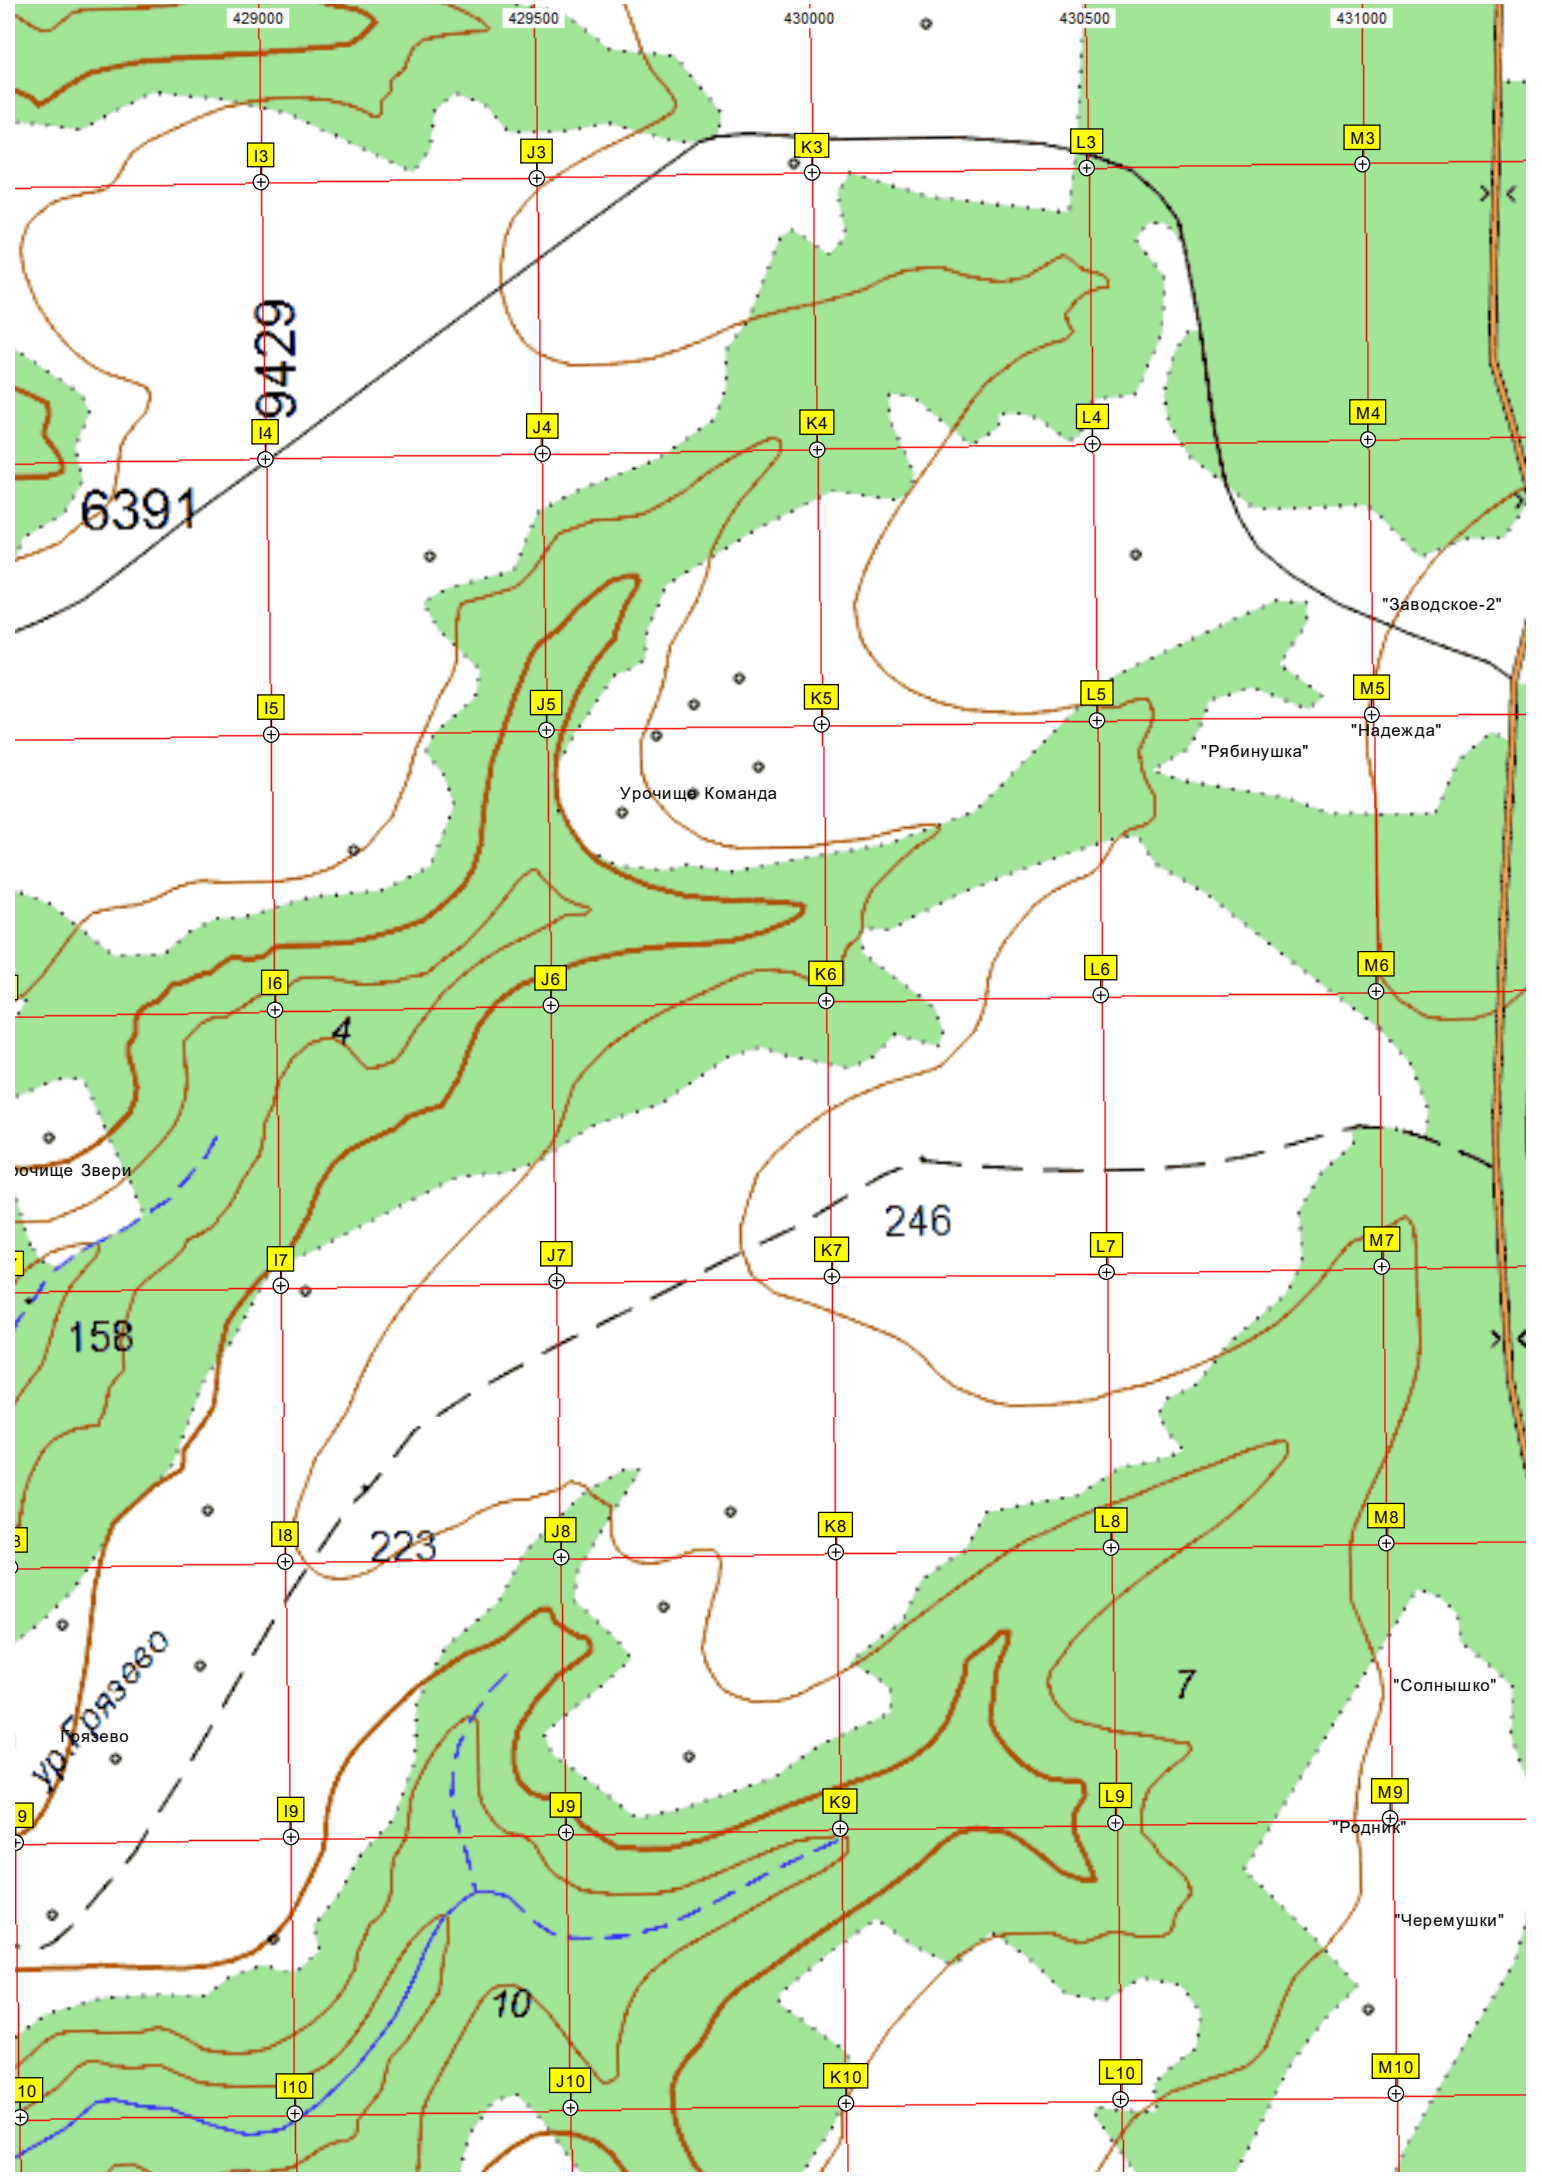 429000 429500 430000 430500 431000
I3 J3 K3 L3 M3
9429
I4 J4 K4 L4 M4
6391
"Заводское-2"
I5 J5 K5 L5 M5
"Надежда"
"Рябинушка"
Урочище Команда
I6 J6 K6 L6 M6
4
очище Звери
246
I7 J7 K7 L7 M7
158
I8 J8 K8 L8 M8
223
ур.Грязево
7
"Солнышко"
Грязево
9 I9 J9 K9 L9 M9
"Родник"
"Черемушки"
10
10 I10 J10 K10 L10 M10